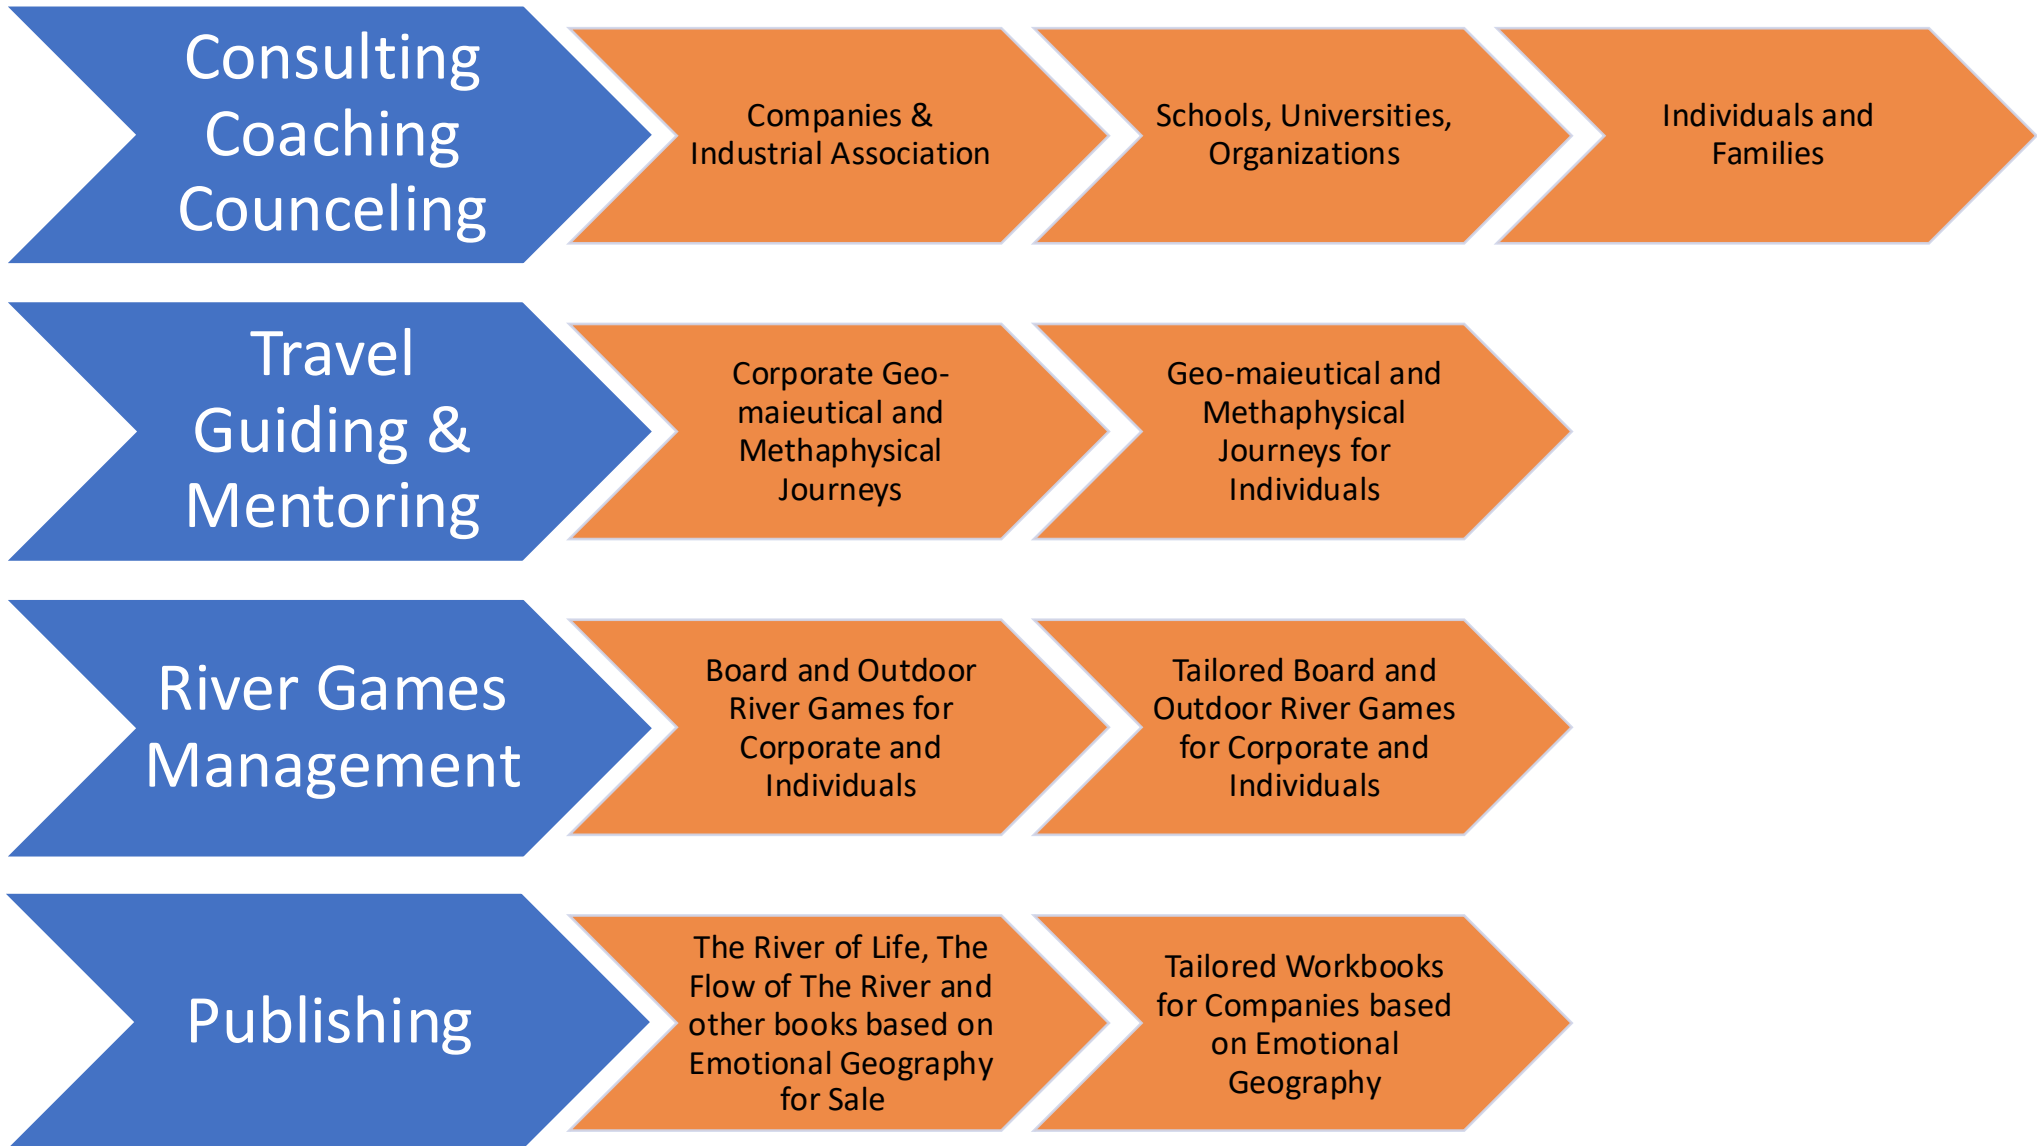 Consulting
Coaching
Counceling
Companies &
Industrial Association
Schools, Universities,
Organizations
Individuals and
Families
Travel
Guiding &
Mentoring
Corporate Geo-
maieutical and
Methaphysical
Journeys
Geo-maieutical and
Methaphysical
Journeys for
Individuals
River Games
Management
Board and Outdoor
River Games for
Corporate and
Individuals
Tailored Board and
Outdoor River Games
for Corporate and
Individuals
Publishing
The River of Life, The
Flow of The River and
other books based on
Emotional Geography
for Sale
Tailored Workbooks
for Companies based
on Emotional
Geography